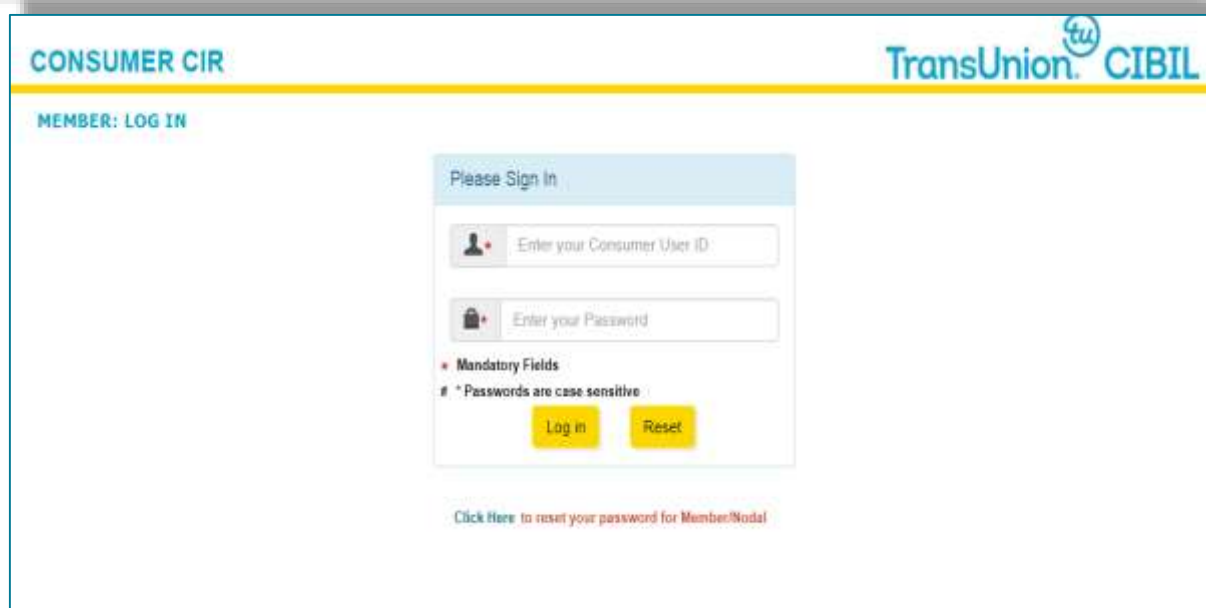 CONSUMER CIR
tu
TransUnion. CIBIL
MEMBER: LOG IN
Please Sign In
* Enter your Consumer User ID
* Enter your Password
* Mandatory Fields
# * Passwords are case sensitive
Log in Reset
Click Here to reset your password for Member/Nodal